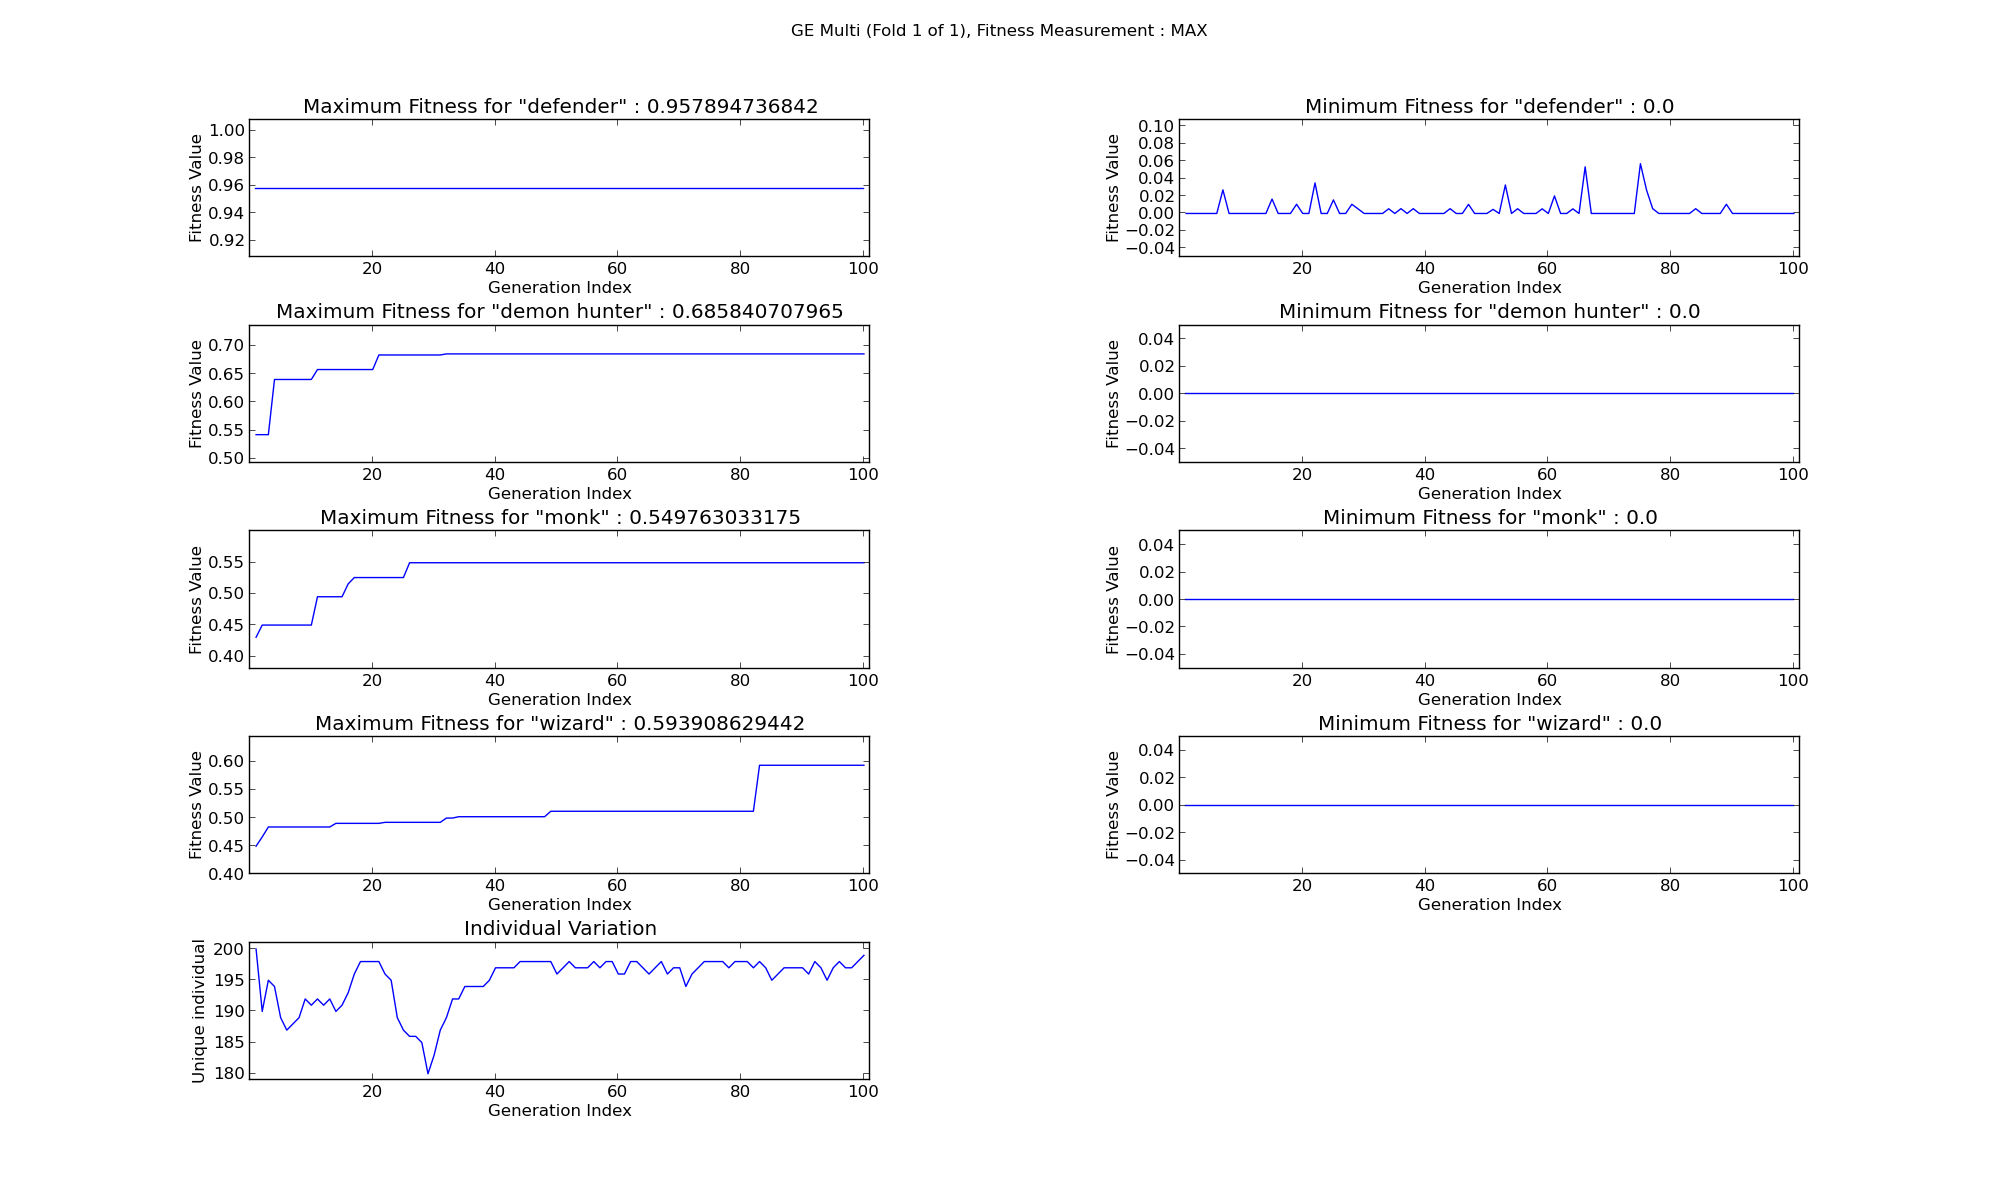 GE Multi (Fold 1 of 1), Fitness Measurement : MAX
Maximum Fitness for "defender" : 0.957894736842
Fitness Value
1.00
0.98
0.96
0.94
0.92
20 40 60 80 100
Generation Index
Minimum Fitness for "defender" : 0.0
Fitness Value
0.10
0.08
0.06
0.04
0.02
0.00
−0.02
−0.04
20 40 60 80 100
Generation Index
Maximum Fitness for "demon hunter" : 0.685840707965
Fitness Value
0.70
0.65
0.60
0.55
0.50
20 40 60 80 100
Generation Index
Minimum Fitness for "demon hunter" : 0.0
Fitness Value
0.04
0.02
0.00
−0.02
−0.04
20 40 60 80 100
Generation Index
Maximum Fitness for "monk" : 0.549763033175
Fitness Value
0.55
0.50
0.45
0.40
20 40 60 80 100
Generation Index
Minimum Fitness for "monk" : 0.0
Fitness Value
0.04
0.02
0.00
−0.02
−0.04
20 40 60 80 100
Generation Index
Maximum Fitness for "wizard" : 0.593908629442
Fitness Value
0.60
0.55
0.50
0.45
0.40
20 40 60 80 100
Generation Index
Minimum Fitness for "wizard" : 0.0
Fitness Value
0.04
0.02
0.00
−0.02
−0.04
20 40 60 80 100
Generation Index
Individual Variation
Unique individual
200
195
190
185
180
20 40 60 80 100
Generation Index